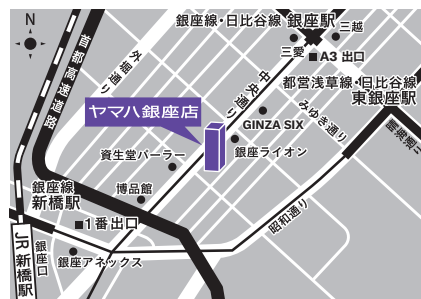 N
銀座線・日比谷線 銀座駅
三越
三愛
A3 出口
首都高速道路
外堀通り
中央通り
都営浅草線・日比谷線
東銀座駅
みゆき通り
晴海通り
ヤマハ銀座店
GINZA SIX
銀座ライオン
資生堂パーラー
博品館
銀座線
新橋駅
1番出口
昭和通り
JR新橋駅
銀座口
銀座アネックス